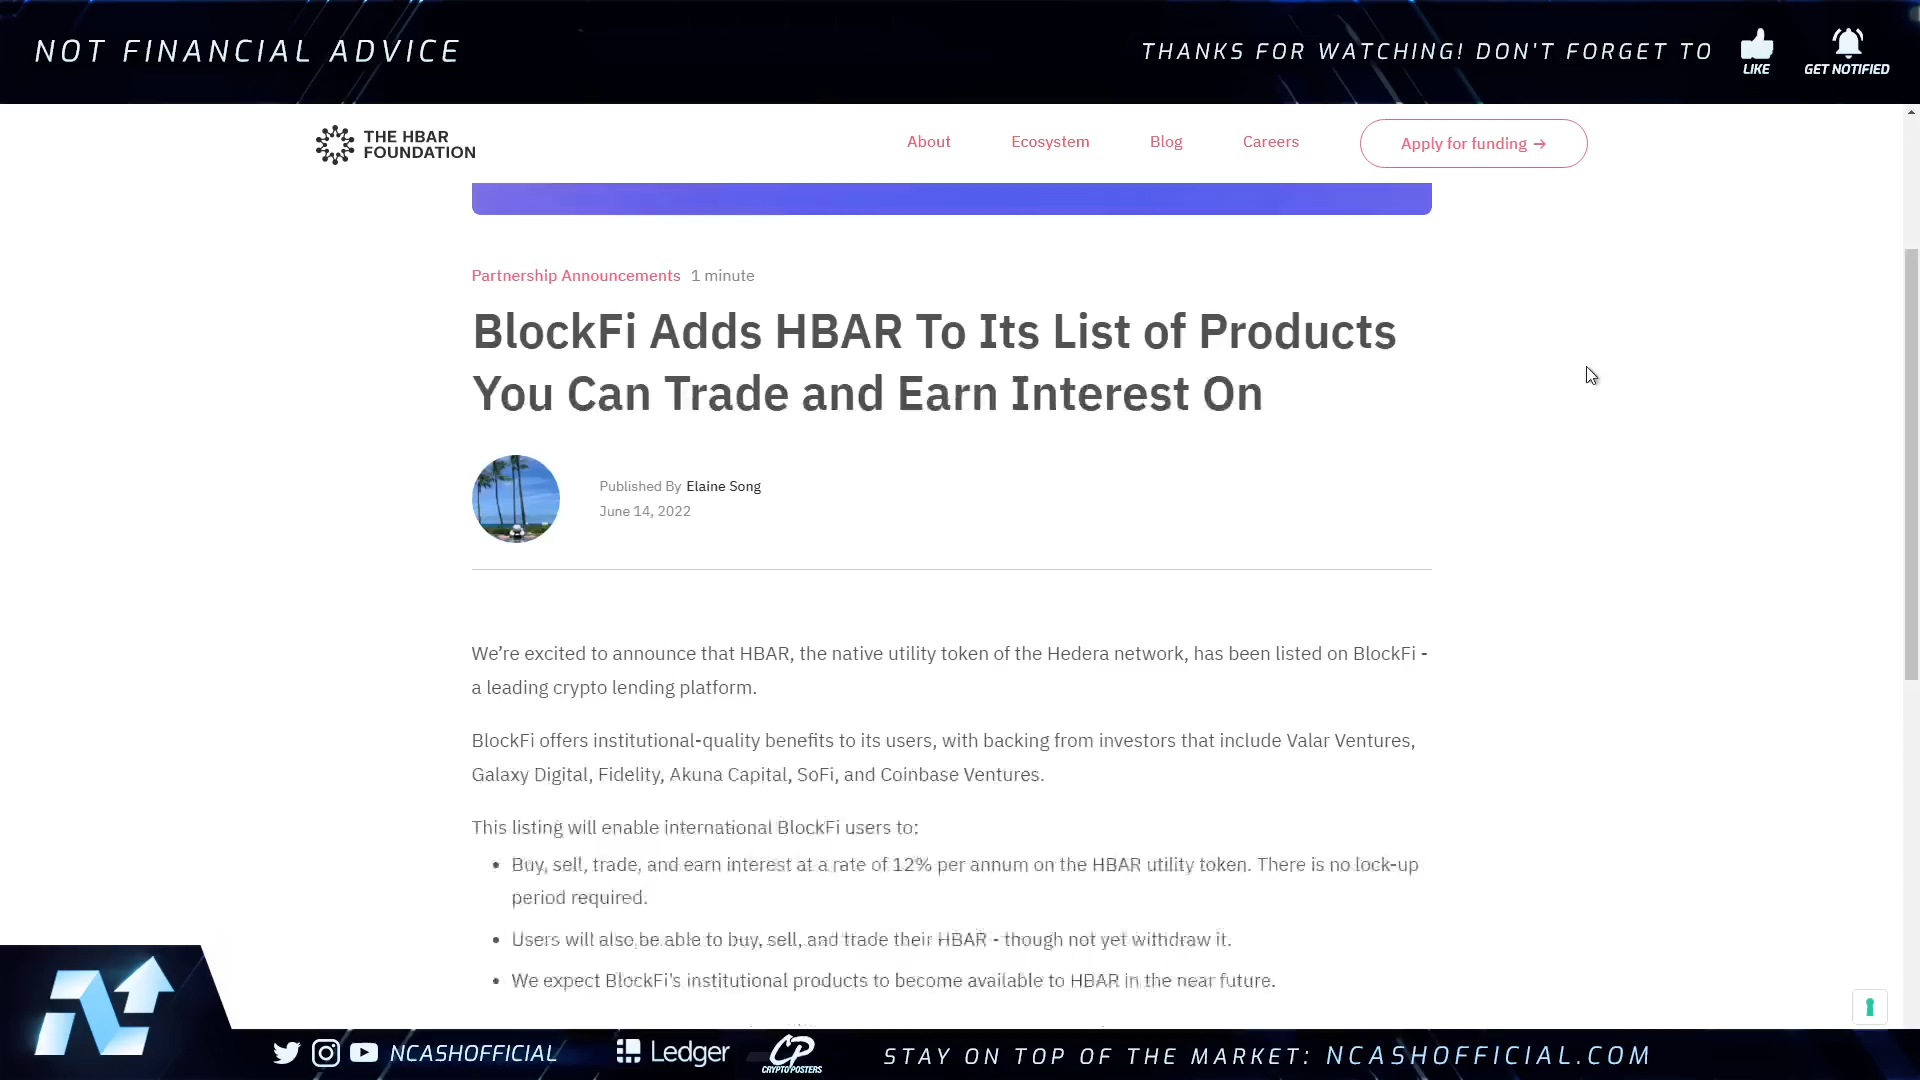 NOT FINANCIAL ADVICE
THANKS FOR WATCHING! DON'T FORGET TO
LIKE
GET NOTIFIED
THE HBAR
FOUNDATION
About
Ecosystem
Blog
Careers
Apply for funding →
Partnership Announcements 1 minute
BlockFi Adds HBAR To Its List of Products
You Can Trade and Earn Interest On
Published By Elaine Song
June 14, 2022
We’re excited to announce that HBAR, the native utility token of the Hedera network, has been listed on BlockFi -
a leading crypto lending platform.
BlockFi offers institutional-quality benefits to its users, with backing from investors that include Valar Ventures,
Galaxy Digital, Fidelity, Akuna Capital, SoFi, and Coinbase Ventures.
This listing will enable international BlockFi users to:
• Buy, sell, trade, and earn interest at a rate of 12% per annum on the HBAR utility token. There is no lock-up
period required.
• Users will also be able to buy, sell, and trade their HBAR - though not yet withdraw it.
• We expect BlockFi's institutional products to become available to HBAR in the near future.
NCASHOFFICIAL
Ledger
CP
CRYPTOPOSTERS
STAY ON TOP OF THE MARKET: NCASHOFFICIAL.COM